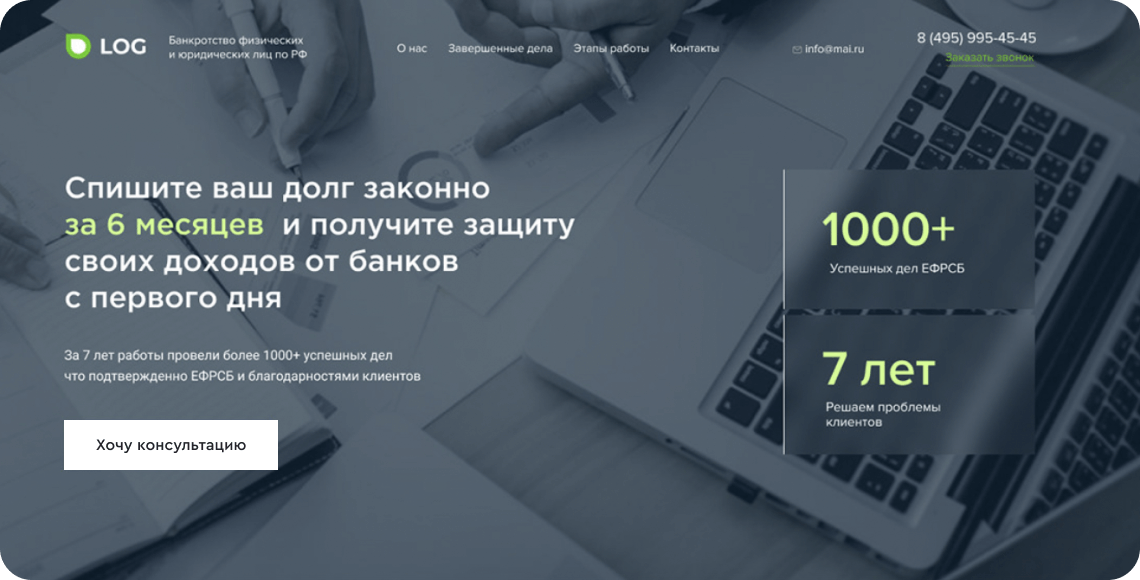 LOG
Банкротство физических
и юридических лиц по РФ
О нас
Завершенные дела
Этапы работы
Контакты
info@mai.ru
8 (495) 995-45-45
Заказать звонок
Спишите ваш долг законно
за 6 месяцев и получите защиту
своих доходов от банков
с первого дня
За 7 лет работы провели более 1000+ успешных дел
что подтвержденно ЕФРСБ и благодарностями клиентов
Хочу консультацию
1000+
Успешных дел ЕФРСБ
7 лет
Решаем проблемы
клиентов